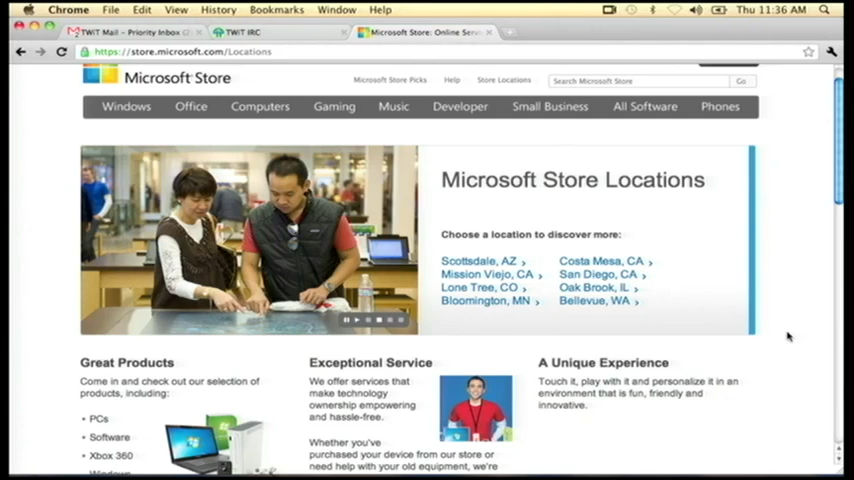 Chrome File Edit View History Bookmarks Window Help Thu 11:36 AM
TWiT Mail – Priority Inbox (2 TWiT IRC Microsoft Store: Online Serv
https://store.microsoft.com/Locations
Microsoft Store
Microsoft Store Picks Help Store Locations Search Microsoft Store Go
Windows Office Computers Gaming Music Developer Small Business All Software Phones
Microsoft Store Locations
Choose a location to discover more:
Scottsdale, AZ › Costa Mesa, CA ›
Mission Viejo, CA › San Diego, CA ›
Lone Tree, CO › Oak Brook, IL ›
Bloomington, MN › Bellevue, WA ›
Great Products
Come in and check out our selection of
products, including:
• PCs
• Software
• Xbox 360
Windows
Exceptional Service
We offer services that
make technology
ownership empowering
and hassle-free.
Whether you've
purchased your device from our store or
need help with your old equipment, we're
A Unique Experience
Touch it, play with it and personalize it in an
environment that is fun, friendly and
innovative.